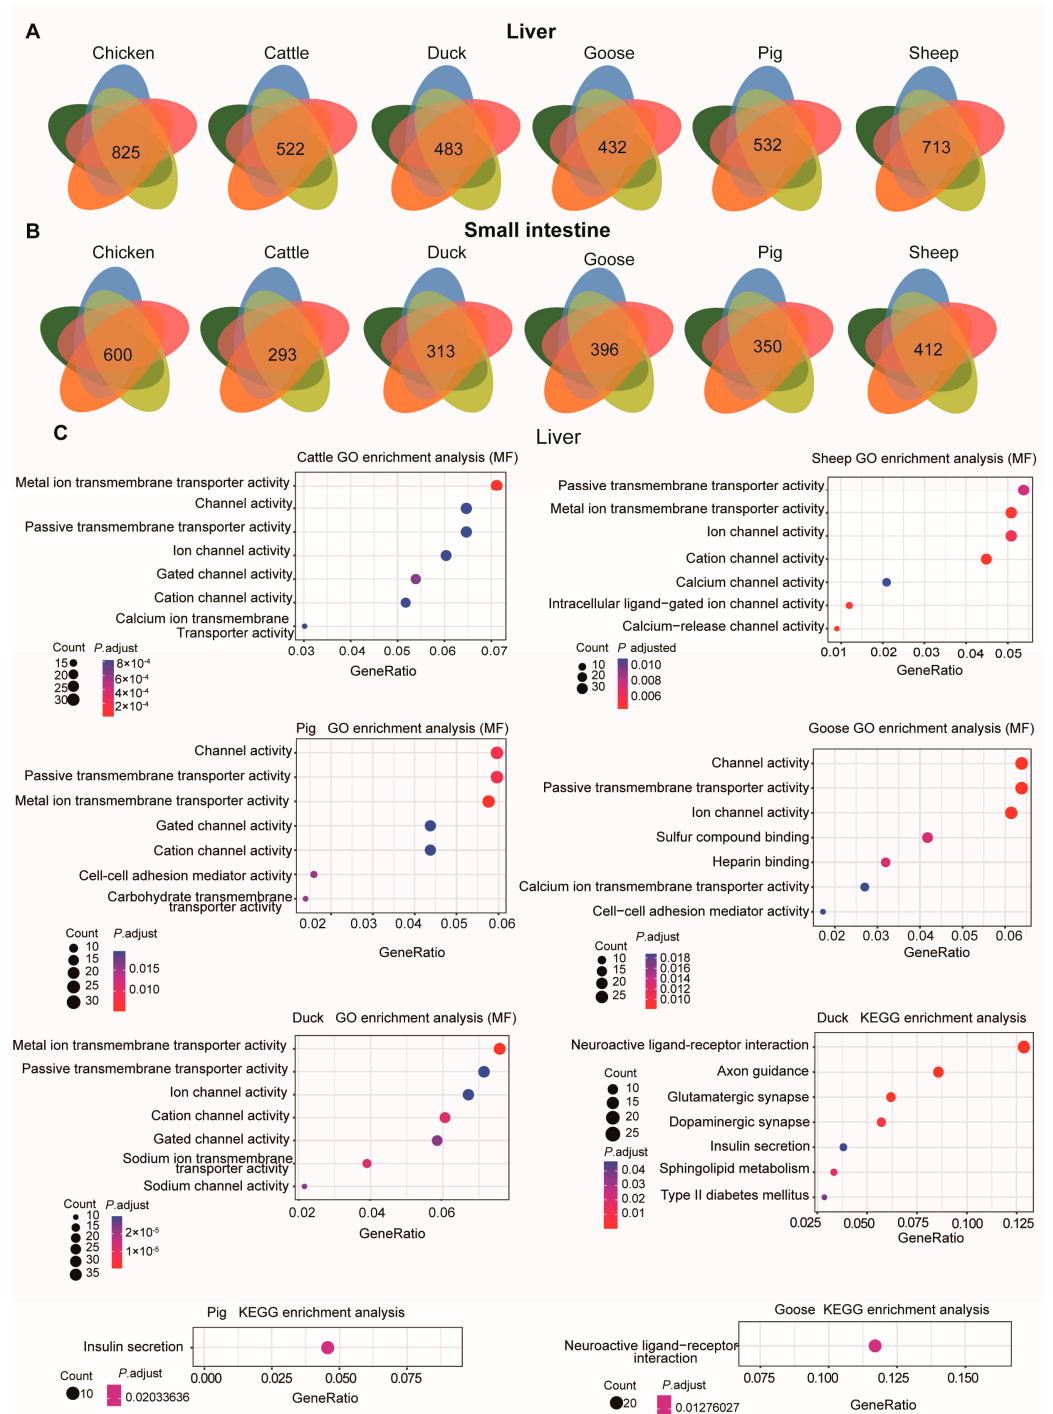 A
Liver
Chicken
Cattle
Duck
Goose
Pig
Sheep
825
522
483
432
532
713
B
Small intestine
Chicken
Cattle
Duck
Goose
Pig
Sheep
600
293
313
396
350
412
C
Liver
Cattle GO enrichment analysis (MF)
Metal ion transmembrane transporter activity
Channel activity
Passive transmembrane transporter activity
Ion channel activity
Gated channel activity
Cation channel activity
Calcium ion transmembrane
Transporter activity
0.03 0.04 0.05 0.06 0.07
GeneRatio
Count
15
20
25
30
P.adjust
8×10⁻⁴
6×10⁻⁴
4×10⁻⁴
2×10⁻⁴
Sheep GO enrichment analysis (MF)
Passive transmembrane transporter activity
Metal ion transmembrane transporter activity
Ion channel activity
Cation channel activity
Calcium channel activity
Intracellular ligand−gated ion channel activity
Calcium−release channel activity
0.01 0.02 0.03 0.04 0.05
GeneRatio
Count
10
20
30
P adjusted
0.010
0.008
0.006
Pig GO enrichment analysis (MF)
Channel activity
Passive transmembrane transporter activity
Metal ion transmembrane transporter activity
Gated channel activity
Cation channel activity
Cell-cell adhesion mediator activity
Carbohydrate transmembrane
transporter activity
0.02 0.03 0.04 0.05 0.06
GeneRatio
Count
10
15
20
25
30
P.adjust
0.015
0.010
Goose GO enrichment analysis (MF)
Channel activity
Passive transmembrane transporter activity
Ion channel activity
Sulfur compound binding
Heparin binding
Calcium ion transmembrane transporter activity
Cell−cell adhesion mediator activity
0.02 0.03 0.04 0.05 0.06
GeneRatio
Count
10
15
20
25
P.adjust
0.018
0.016
0.014
0.012
0.010
Duck GO enrichment analysis (MF)
Metal ion transmembrane transporter activity
Passive transmembrane transporter activity
Ion channel activity
Cation channel activity
Gated channel activity
Sodium ion transmembrane
transporter activity
Sodium channel activity
0.02 0.04 0.06
GeneRatio
Count
10
15
20
25
30
35
P.adjust
2×10⁻⁵
1×10⁻⁵
Duck KEGG enrichment analysis
Neuroactive ligand-receptor interaction
Axon guidance
Glutamatergic synapse
Dopaminergic synapse
Insulin secretion
Sphingolipid metabolism
Type II diabetes mellitus
0.025 0.050 0.075 0.100 0.125
GeneRatio
Count
10
15
20
25
P.adjust
0.04
0.03
0.02
0.01
Pig KEGG enrichment analysis
Insulin secretion
0.000 0.025 0.050 0.075
GeneRatio
Count
10
P.adjust
0.02033636
Goose KEGG enrichment analysis
Neuroactive ligand−receptor
interaction
0.075 0.100 0.125 0.150
GeneRatio
Count
20
P.adjust
0.01276027